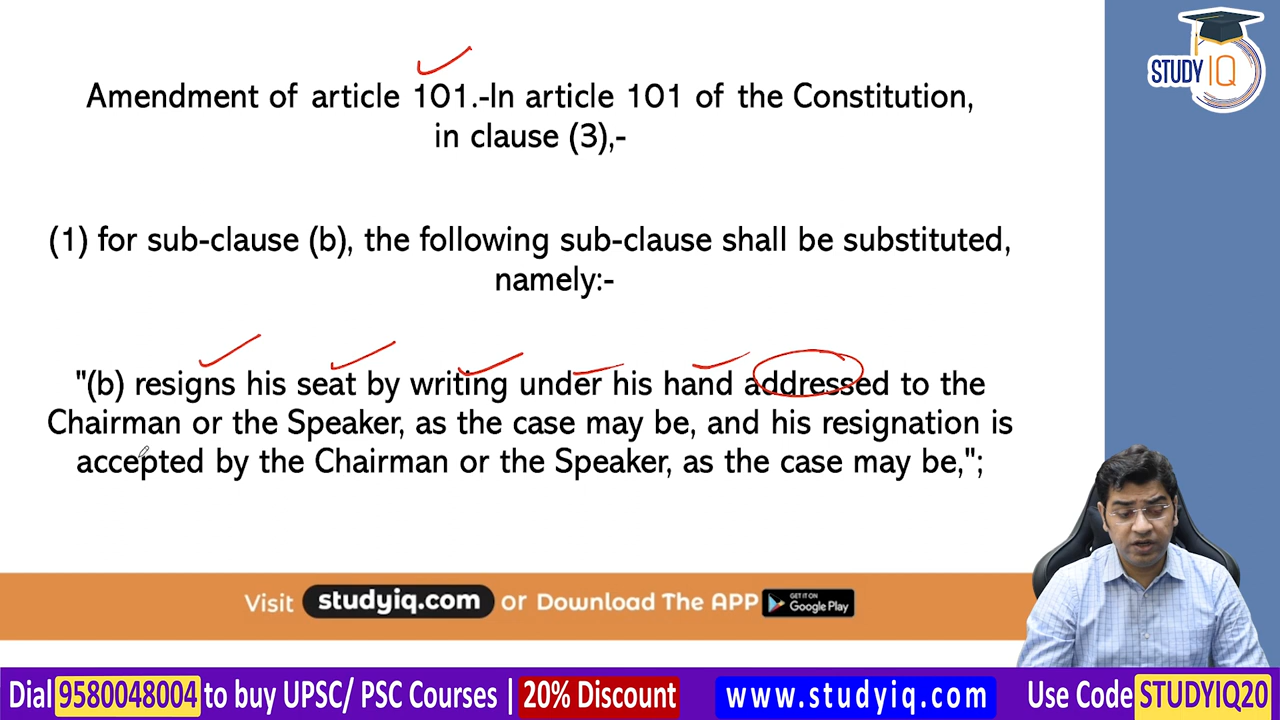 STUDY IQ
Amendment of article 101.-In article 101 of the Constitution,
in clause (3),-
(1) for sub-clause (b), the following sub-clause shall be substituted,
namely:-
"(b) resigns his seat by writing under his hand addressed to the
Chairman or the Speaker, as the case may be, and his resignation is
accepted by the Chairman or the Speaker, as the case may be,";
Visit studyiq.com or Download The APP GET IT ON Google Play
Dial 9580048004 to buy UPSC/ PSC Courses | 20% Discount www.studyiq.com Use Code STUDYIQ20